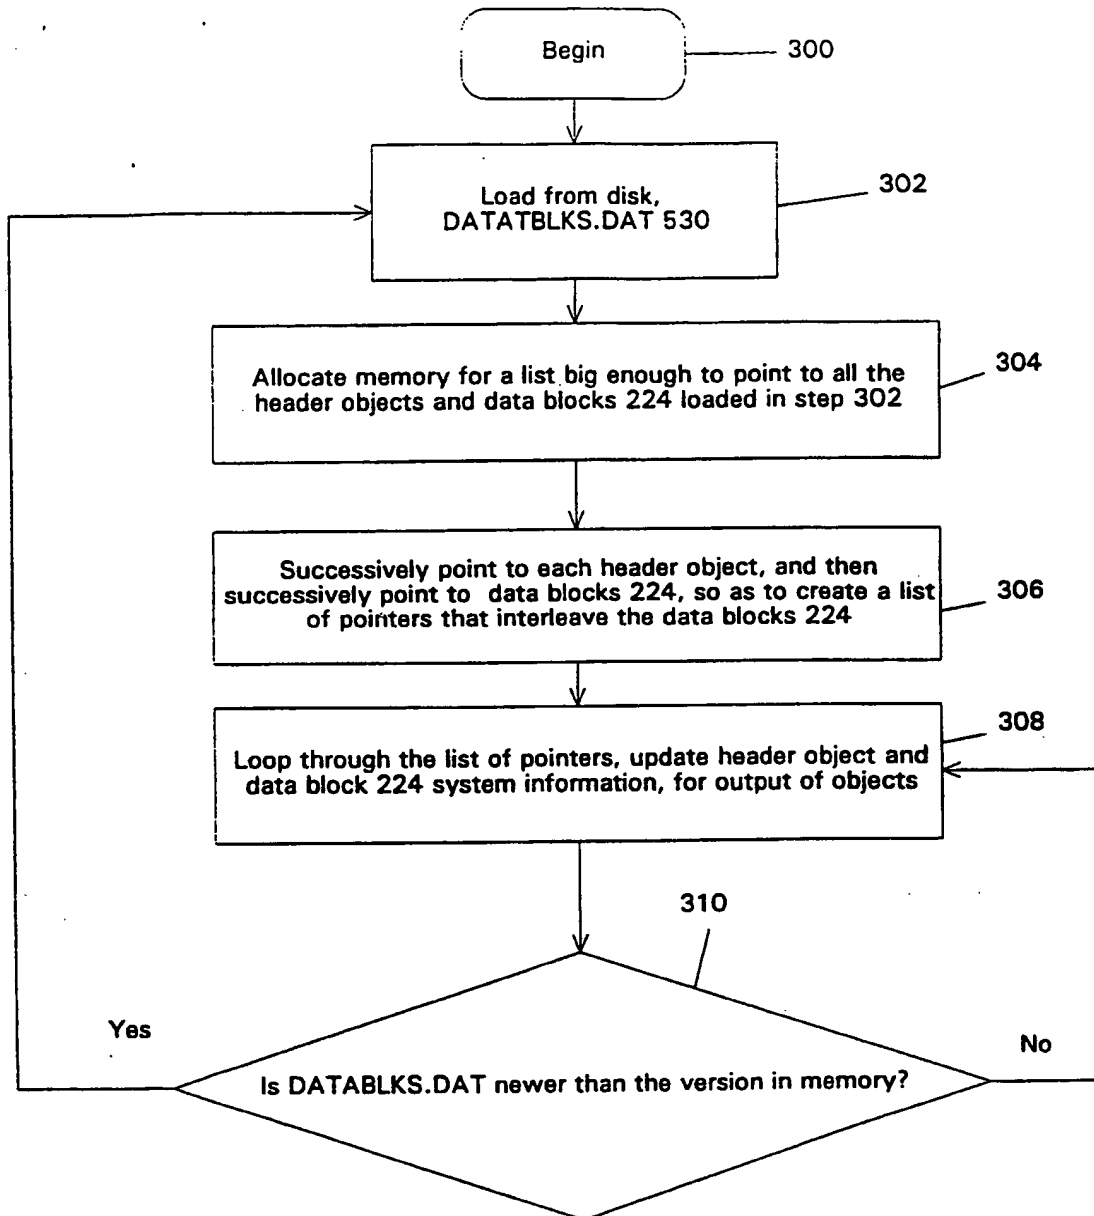 Begin
300
Load from disk,
DATATBLKS.DAT 530
302
Allocate memory for a list big enough to point to all the
header objects and data blocks 224 loaded in step 302
304
Successively point to each header object, and then
successively point to data blocks 224, so as to create a list
of pointers that interleave the data blocks 224
306
Loop through the list of pointers, update header object and
data block 224 system information, for output of objects
308
310
Yes
No
Is DATABLKS.DAT newer than the version in memory?